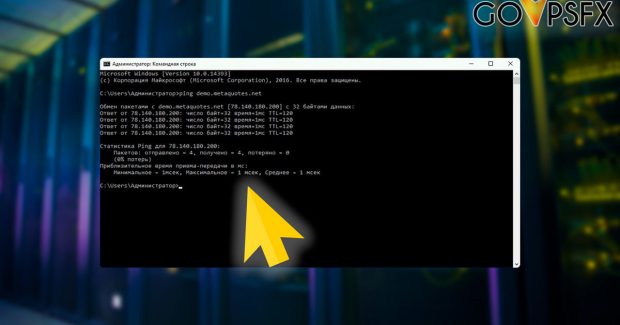 GOVPSFX
Администратор: Командная строка
Microsoft Windows [Version 10.0.14393]
(c) Корпорация Майкрософт (Microsoft Corporation), 2016. Все права защищены.
C:\Users\Администратор>ping demo.metaquotes.net
Обмен пакетами с demo.metaquotes.net [78.140.180.200] с 32 байтами данных:
Ответ от 78.140.180.200: число байт=32 время=1мс TTL=120
Ответ от 78.140.180.200: число байт=32 время=1мс TTL=120
Ответ от 78.140.180.200: число байт=32 время=1мс TTL=120
Ответ от 78.140.180.200: число байт=32 время=1мс TTL=120
Статистика Ping для 78.140.180.200:
Пакетов: отправлено = 4, получено = 4, потеряно = 0
(0% потерь)
Приблизительное время приема-передачи в мс:
Минимальное = 1мсек, Максимальное = 1 мсек, Среднее = 1 мсек
C:\Users\Администратор>